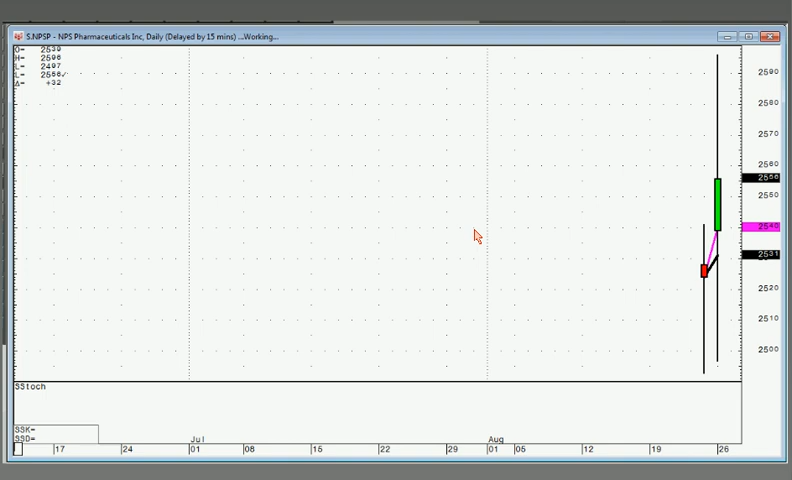 S.NPSP - NPS Pharmaceuticals Inc, Daily (Delayed by 15 mins) ...Working...
O= 2539
H= 2596
L= 2497
L= 2556✓
Δ= +32
2590
2580
2570
2560
2556
2550
2540
2531
2520
2510
2500
SStoch
SSK=
SSD=
Jul Aug
17 24 01 08 15 22 29 01 05 12 19 26